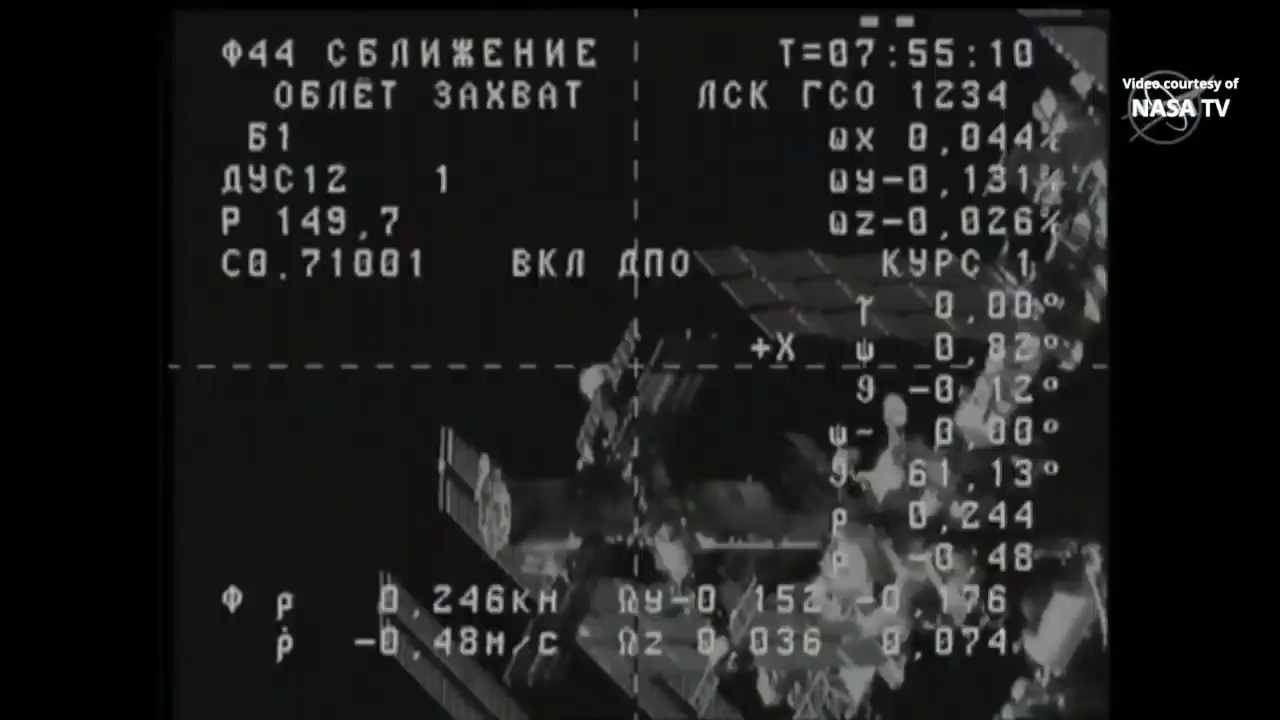 Ф44 СБЛИЖЕНИЕ T=07:55:10
ОБЛЁТ ЗАХВАТ ЛСК ГСО 1234
Video courtesy of
NASA TV
Б1 ωX 0,044%
ДУС12 1 ωУ-0,131%
Р 149,7 ωZ-0,026%
С0.71001 ВКЛ ДПО КУРС 1
γ 0,00°
+X ψ 0,82°
ϑ -0,12°
ψ- 0,00°
ϑ 61,13°
ρ 0,244
ρ̇ -0,48
Ф ρ 0,246КМ ΩУ-0,152 -0,176
ρ̇ -0,48М/С ΩZ 0,036 0,074